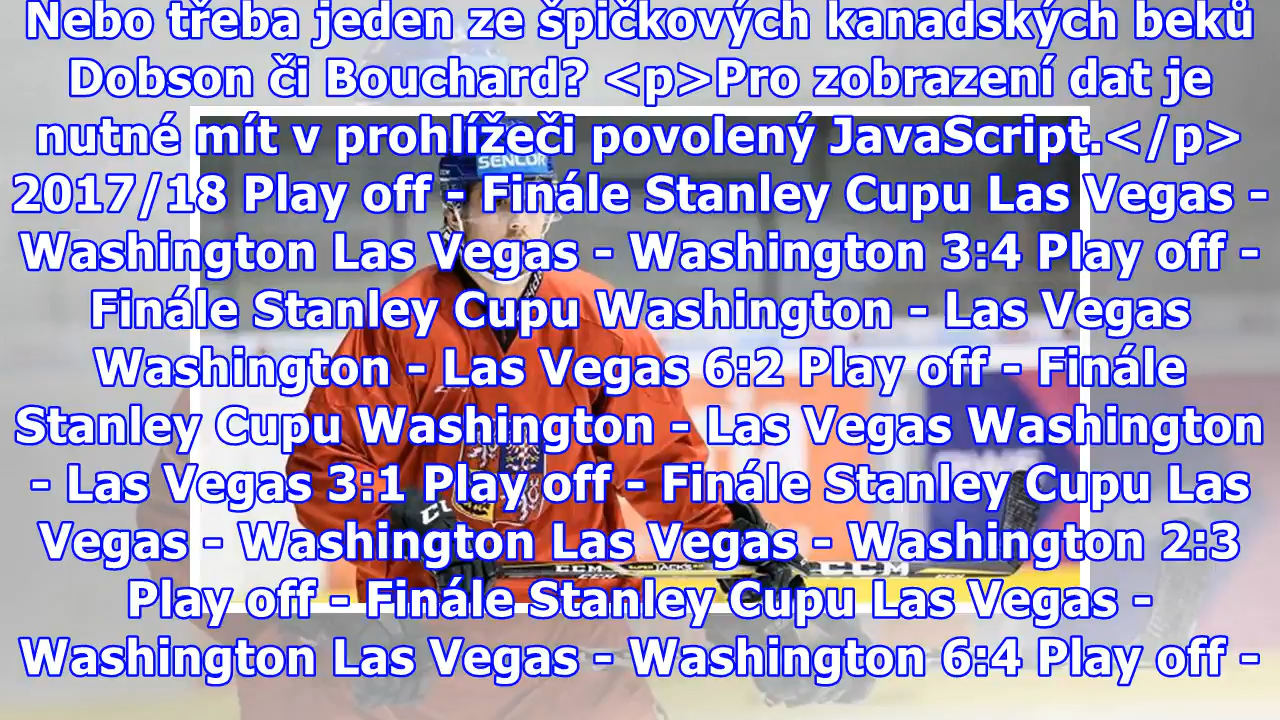 Nebo třeba jeden ze špičkových kanadských beků
Dobson či Bouchard? <p>Pro zobrazení dat je
nutné mít v prohlížeči povolený JavaScript.</p>
SENCOR
2017/18 Play off - Finále Stanley Cupu Las Vegas -
Washington Las Vegas - Washington 3:4 Play off -
Finále Stanley Cupu Washington - Las Vegas
Washington - Las Vegas 6:2 Play off - Finále
Stanley Cupu Washington - Las Vegas Washington
- Las Vegas 3:1 Play off - Finále Stanley Cupu Las
Vegas - Washington Las Vegas - Washington 2:3
CCM
CCM
Play off - Finále Stanley Cupu Las Vegas -
Washington Las Vegas - Washington 6:4 Play off -